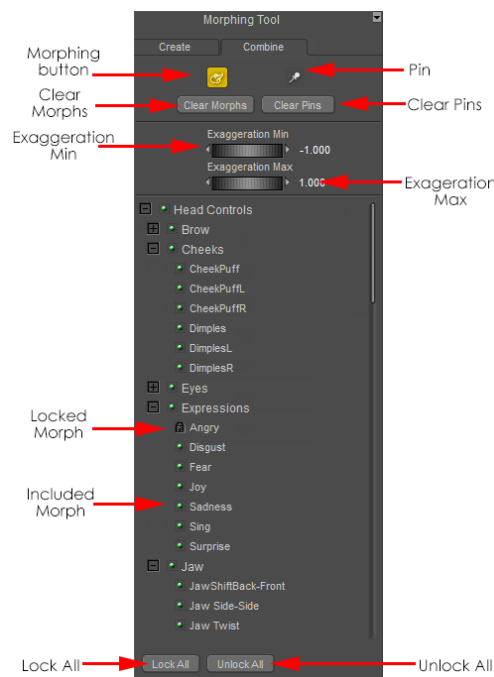 Morphing Tool
Create Combine
Morphing
button
Pin
Clear
Morphs
Clear Morphs Clear Pins
Clear Pins
Exaggeration
Min
Exaggeration Min
-1.000
Exaggeration Max
1.000
Exageration
Max
Head Controls
Brow
Cheeks
CheekPuff
CheekPuffL
CheekPuffR
Dimples
DimplesL
DimplesR
Eyes
Expressions
Locked
Morph
Angry
Disgust
Fear
Joy
Included
Morph
Sadness
Sing
Surprise
Jaw
JawShiftBack-Front
Jaw Side-Side
Jaw Twist
Lock All
Lock All Unlock All
Unlock All